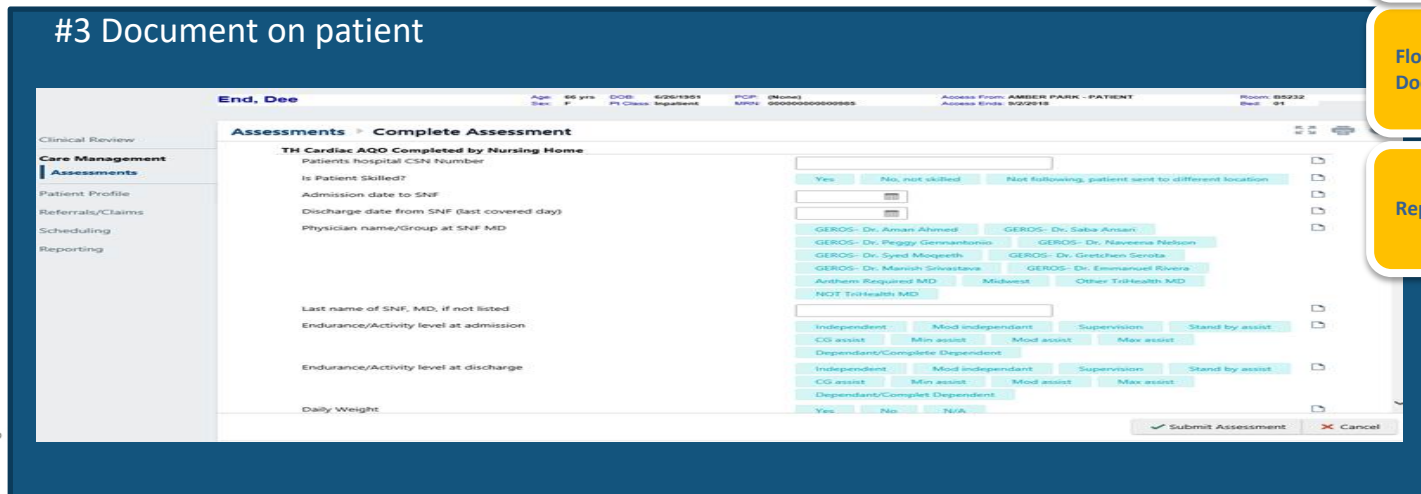 #3 Document on patient
Flo
Do
Rep
End, Dee Age: 66 yrs DOB: 6/26/1951 PCP: (None) Access From: AMBER PARK - PATIENT Room: B5232
Sex: F Pt Class: Inpatient MRN: Access Ends: 9/2/2018 Bed: 01
Clinical Review
Care Management
Assessments
Patient Profile
Referrals/Claims
Scheduling
Reporting
Assessments Complete Assessment
TH Cardiac AQO Completed by Nursing Home
Patients hospital CSN Number
Is Patient Skilled? Yes No, not skilled Not following, patient sent to different location
Admission date to SNF
Discharge date from SNF (last covered day)
Physician name/Group at SNF MD GEROS- Dr. Aman Ahmed GEROS- Dr. Saba Ansari
GEROS- Dr. Peggy Gennantonio GEROS- Dr. Naveena Nelson
GEROS- Dr. Syed Moqeeth GEROS- Dr. Gretchen Serota
GEROS- Dr. Manish Srivastava GEROS- Dr. Emmanuel Rivera
Anthem Required MD Midwest Other TriHealth MD
NOT TriHealth MD
Last name of SNF, MD, if not listed
Endurance/Activity level at admission Independent Mod independant Supervision Stand by assist
CG assist Min assist Mod assist Max assist
Dependant/Complete Dependent
Endurance/Activity level at discharge Independent Mod independant Supervision Stand by assist
CG assist Min assist Mod assist Max assist
Dependant/Complet Dependent
Daily Weight Yes No N/A
Submit Assessment Cancel